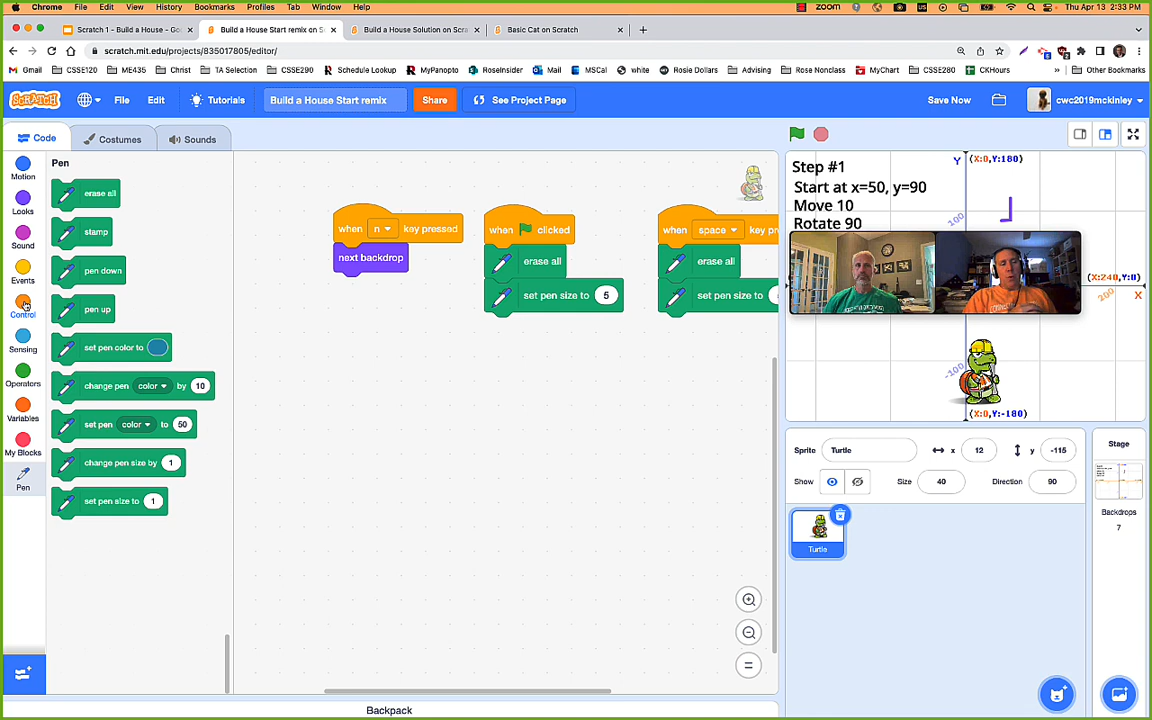 Chrome File Edit View History Bookmarks Profiles Tab Window Help
zoom
Thu Apr 13 2:33 PM
Scratch 1 - Build a House - Go
Build a House Start remix on S
Build a House Solution on Scra
Basic Cat on Scratch
scratch.mit.edu/projects/835017805/editor/
Gmail CSSE120 ME435 Christ TA Selection CSSE290 Schedule Lookup MyPanopto RoseInsider Mail MSCal white Rosie Dollars Advising Rose Nonclass MyChart CSSE280 CKHours Other Bookmarks
SCRATCH File Edit Tutorials Build a House Start remix Share See Project Page Save Now cwc2019mckinley
Code Costumes Sounds
Motion
Looks
Sound
Events
Control
Sensing
Operators
Variables
My Blocks
Pen
Pen
erase all
stamp
pen down
pen up
set pen color to
change pen color by 10
set pen color to 50
change pen size by 1
set pen size to 1
when n key pressed
next backdrop
when clicked
erase all
set pen size to 5
when space key pr
erase all
set pen size to
Step #1
Start at x=50, y=90
Move 10
Rotate 90
Y (X:0,Y:180)
100
(X:240,Y:0)
200 X
-100
(X:0,Y:-180)
Sprite Turtle x 12 y -115
Show Size 40 Direction 90
Turtle
Stage
Backdrops
7
Backpack